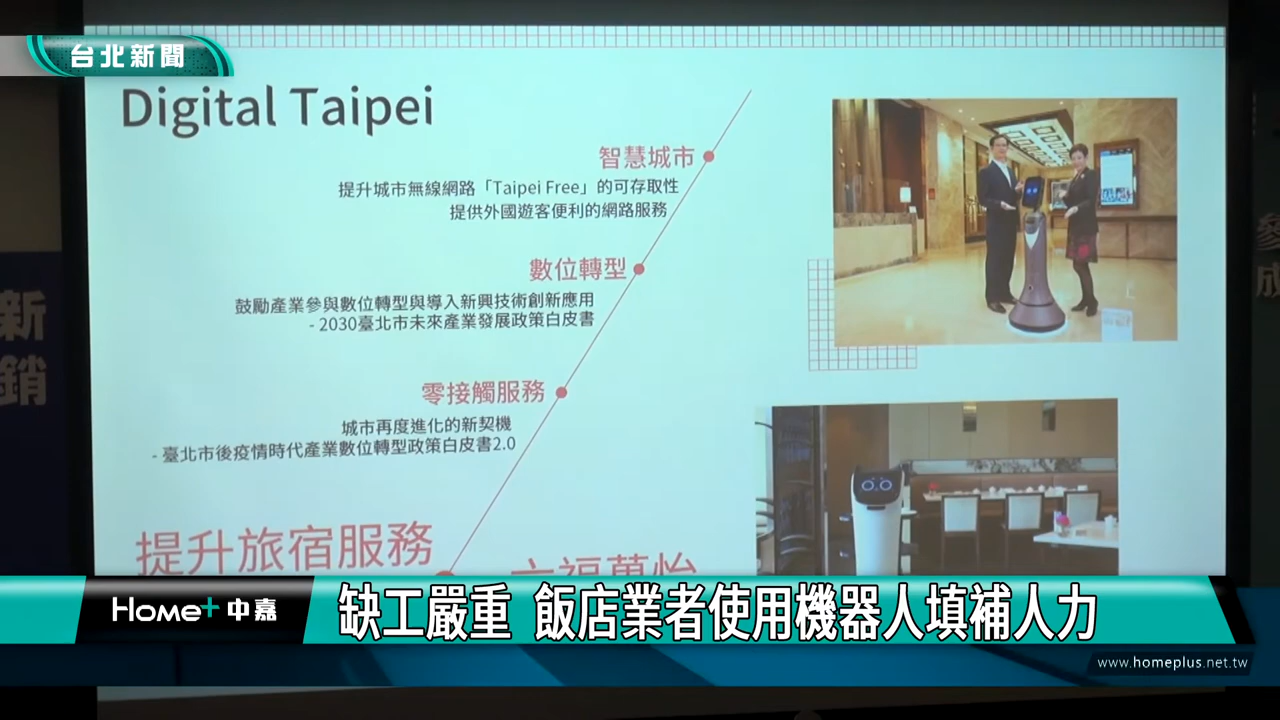 台北新聞
Digital Taipei
智慧城市
提升城市無線網路「Taipei Free」的可存取性
提供外國遊客便利的網路服務
數位轉型
鼓勵產業參與數位轉型與導入新興技術創新應用
- 2030臺北市未來產業發展政策白皮書
零接觸服務
城市再度進化的新契機
- 臺北市後疫情時代產業數位轉型政策白皮書2.0
提升旅宿服務
六福萬怡
新
銷
Home+ 中嘉
缺工嚴重 飯店業者使用機器人填補人力
www.homeplus.net.tw